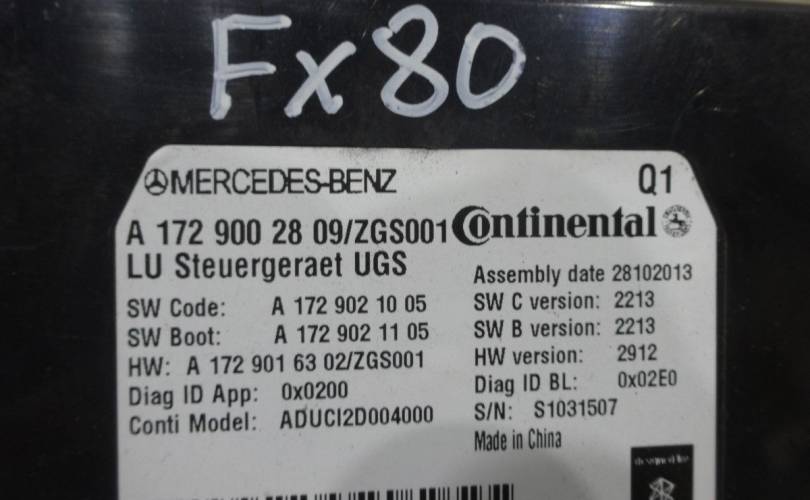 Fx80
MERCEDES-BENZ Q1
A 172 900 28 09/ZGS001 Continental
LU Steuergeraet UGS
Assembly date 28102013
SW Code: A 172 902 10 05
SW C version: 2213
SW Boot: A 172 902 11 05
SW B version: 2213
HW: A 172 901 63 02/ZGS001
HW version: 2912
Diag ID App: 0x0200
Diag ID BL: 0x02E0
Conti Model: ADUCI2D004000
S/N: S1031507
Made in China
designed for